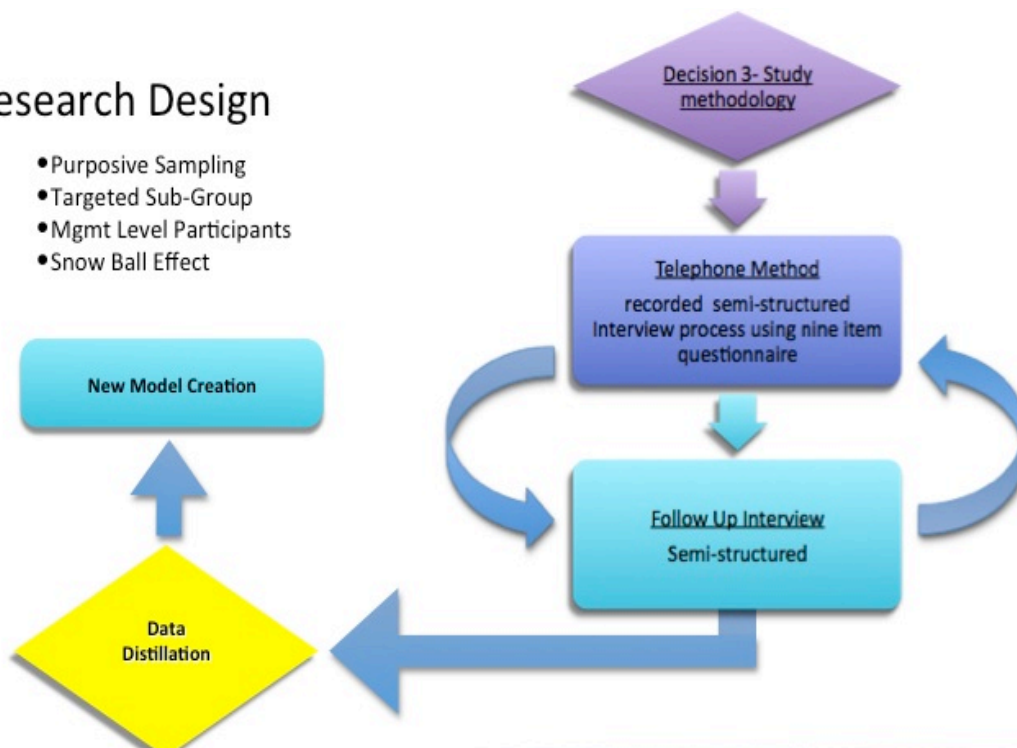 esearch Design
•Purposive Sampling
•Targeted Sub-Group
•Mgmt Level Participants
•Snow Ball Effect
Decision 3- Study
methodology
Telephone Method
recorded semi-structured
Interview process using nine item
questionnaire
Follow Up Interview
Semi-structured
New Model Creation
Data
Distillation